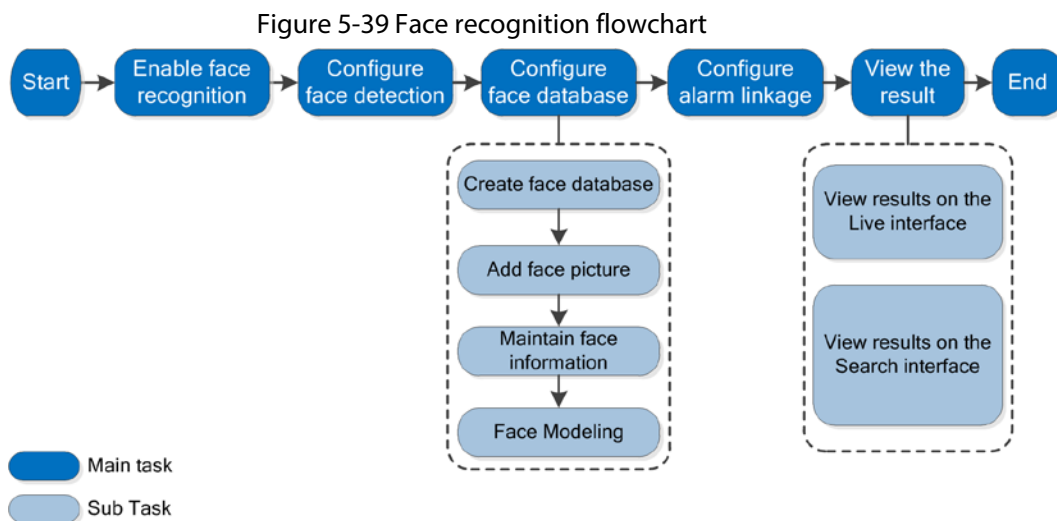 Figure 5-39 Face recognition flowchart
Start
Enable face
recognition
Configure
face detection
Configure
face database
Configure
alarm linkage
View the
result
End
Create face database
Add face picture
Maintain face
information
Face Modeling
View results on the
Live interface
View results on the
Search interface
Main task
Sub Task